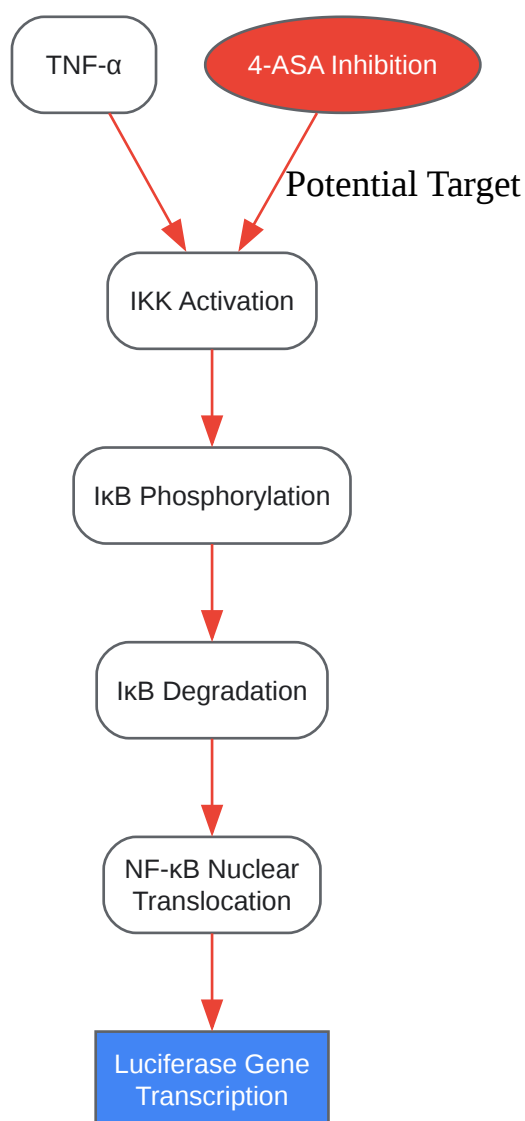 TNF-α
4-ASA Inhibition
Potential Target
IKK Activation
IκB Phosphorylation
IκB Degradation
NF-κB Nuclear
Translocation
Luciferase Gene
Transcription